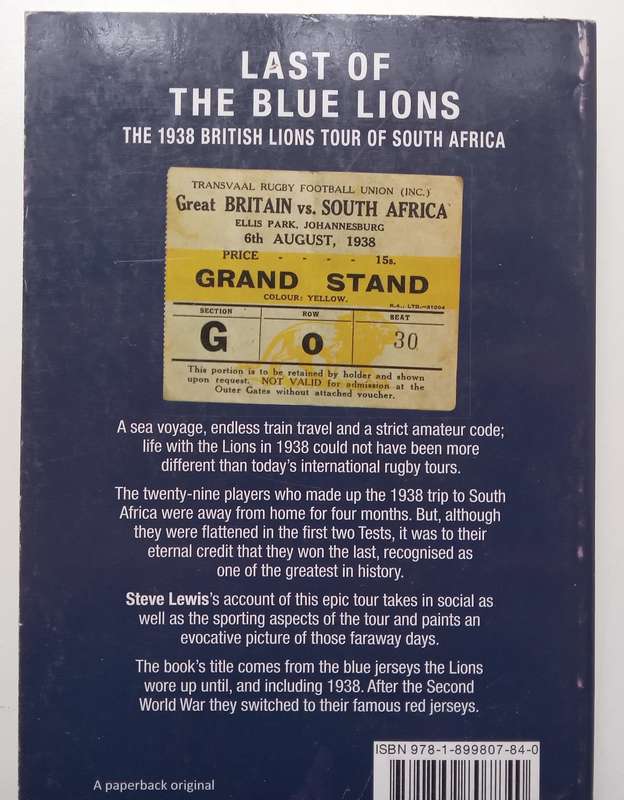 LAST OF
THE BLUE LIONS
THE 1938 BRITISH LIONS TOUR OF SOUTH AFRICA
TRANSVAAL RUGBY FOOTBALL UNION (INC.)
Great BRITAIN vs. SOUTH AFRICA
ELLIS PARK, JOHANNESBURG
6th AUGUST, 1938
PRICE - - - - 15s.
GRAND STAND
COLOUR: YELLOW.
SECTION ROW SEAT
G O 30
This portion is to be retained by holder and shown
upon request. NOT VALID for admission at the
Outer Gates without attached voucher.
A sea voyage, endless train travel and a strict amateur code;
life with the Lions in 1938 could not have been more
different than today's international rugby tours.
The twenty-nine players who made up the 1938 trip to South
Africa were away from home for four months. But, although
they were flattened in the first two Tests, it was to their
eternal credit that they won the last, recognised as
one of the greatest in history.
Steve Lewis's account of this epic tour takes in social as
well as the sporting aspects of the tour and paints an
evocative picture of those faraway days.
The book's title comes from the blue jerseys the Lions
wore up until, and including 1938. After the Second
World War they switched to their famous red jerseys.
ISBN 978-1-899807-84-0
A paperback original